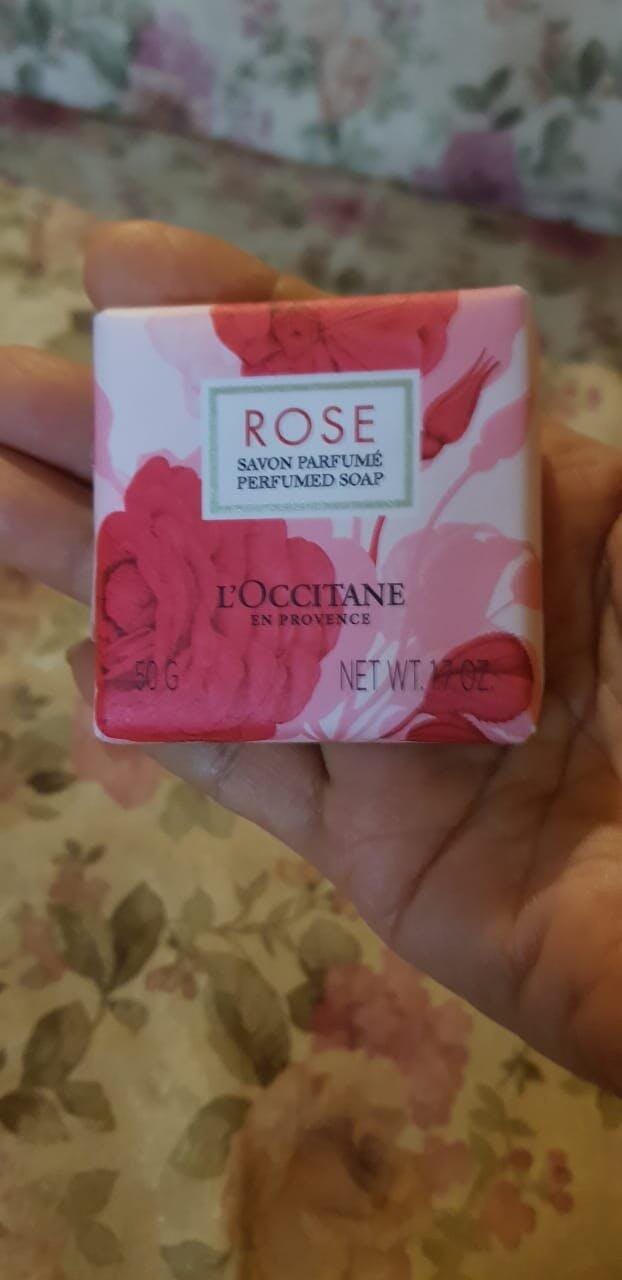 ROSE
SAVON PARFUMÉ
PERFUMED SOAP
L'OCCITANE
EN PROVENCE
50 G NET WT. 1.7 OZ.